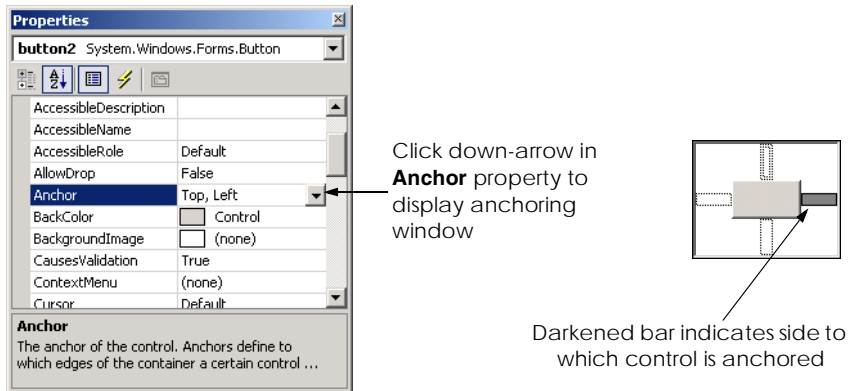 Properties
button2 System.Windows.Forms.Button
AccessibleDescription
AccessibleName
AccessibleRole Default
AllowDrop False
Anchor Top, Left
BackColor Control
BackgroundImage (none)
CausesValidation True
ContextMenu (none)
Cursor Default
Anchor
The anchor of the control. Anchors define to
which edges of the container a certain control ...
Click down-arrow in
Anchor property to
display anchoring
window
Darkened bar indicates side to
which control is anchored